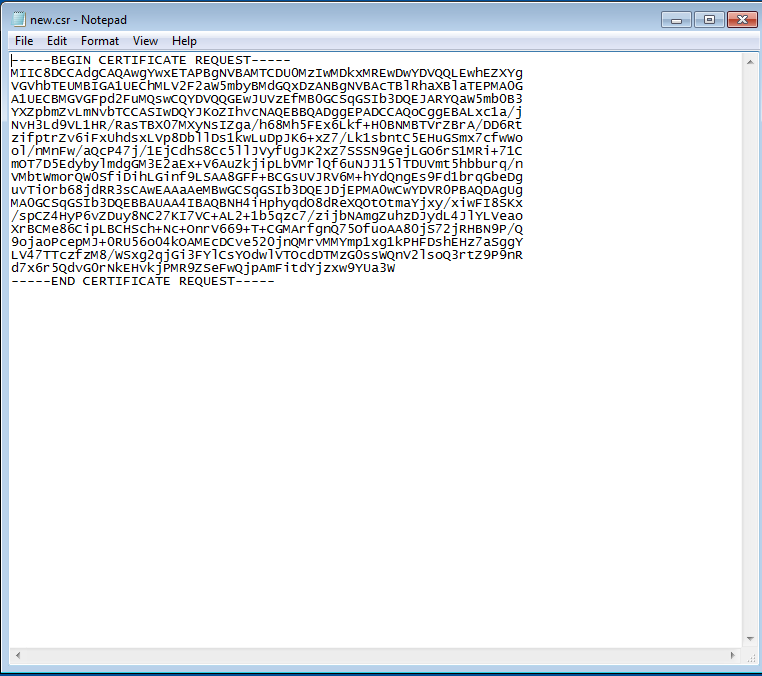 new.csr - Notepad
File Edit Format View Help
-----BEGIN CERTIFICATE REQUEST-----
MIIC8DCCAdgCAQAwgYwxETAPBgNVBAMTCDU0MzIwMDkxMREwDwYDVQQLEwhEZXYg
VGVhbTEUMBIGA1UEChMLV2F2aW5mbyBMdGQxDzANBgNVBAcTBlRhaXBlaTEPMA0G
A1UECBMGVGFpd2FuMQswCQYDVQQGEwJUVzEfMB0GCSqGSIb3DQEJARYQaW5mb0B3
YXZpbmZvLmNvbTCCASIwDQYJKoZIhvcNAQEBBQADggEPADCCAQoCggEBALxc1a/j
NvH3Ld9VL1HR/RasTBX07MXyNsIZga/h68Mh5FEx6Lkf+HOBNMBTVrZBrA/DD6Rt
zifptrZv6iFxUhdsxLVp8DbllDs1kwLuDpJK6+xZ7/Lk1sbntC5EHuGSmx7cfwWo
ol/nMnFw/aQcP47j/1EjCdhS8Cc5llJVyfUgJK2xZ7SSSN9GejLGO6rS1MRi+71C
mOT7D5EdybylmdgGM3E2aEx+V6AuZkjipLbVMrlQf6uNJJ15lTDUVmt5hbburq/n
VMbtWmorQW0SfiDihLGinf9LSAA8GFF+BCGsUVJRV6M+hYdQngEs9Fd1brqGbeDg
uvTiOrb68jdRR3sCAwEAAaAeMBwGCSqGSIb3DQEJDjEPMA0wCwYDVR0PBAQDAgUg
MA0GCSqGSIb3DQEBBAUAA4IBAQBNH4iHphyqdO8dReXQOtOtmaYjxy/xiwFI8SKx
/spCZ4HyP6vZDuy8NC27KI7VC+AL2+1b5qzc7/zijbNAmgZuhzDJydL4JlYLVeao
XrBCMe86CipLBCHSch+Nc+OnrV669+T+CGMArfgnQ75OfuoAA80jS72jRHBN9P/Q
9ojaoPcepMJ+0RU56o04kOAMEcDCve520jnQMrvMMYmp1xg1kPHFDshEHz7aSggY
LV47TTczfzM8/WSxg2qjGi3FYlCsYOdwlVTOcdDTMzG0ssWQnV2lsoQ3rtZ9P9nR
d7x6r5QdvG0rNkEHvkjPMR9ZSeFwQjpAmFitdYjzxw9YUa3W
-----END CERTIFICATE REQUEST-----